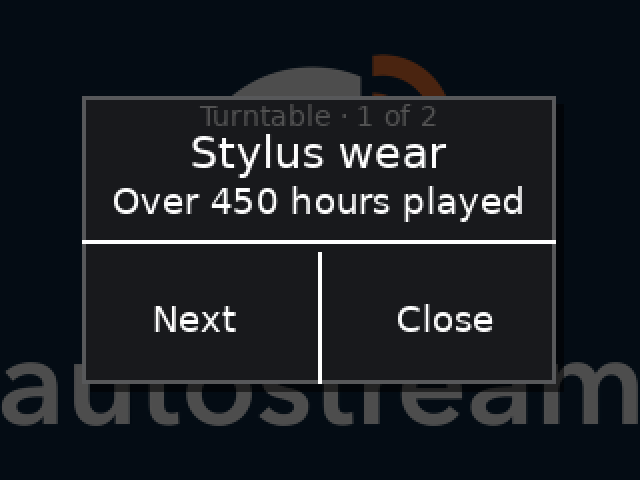 Turntable · 1 of 2
Stylus wear
Over 450 hours played
Next
Close
autostream